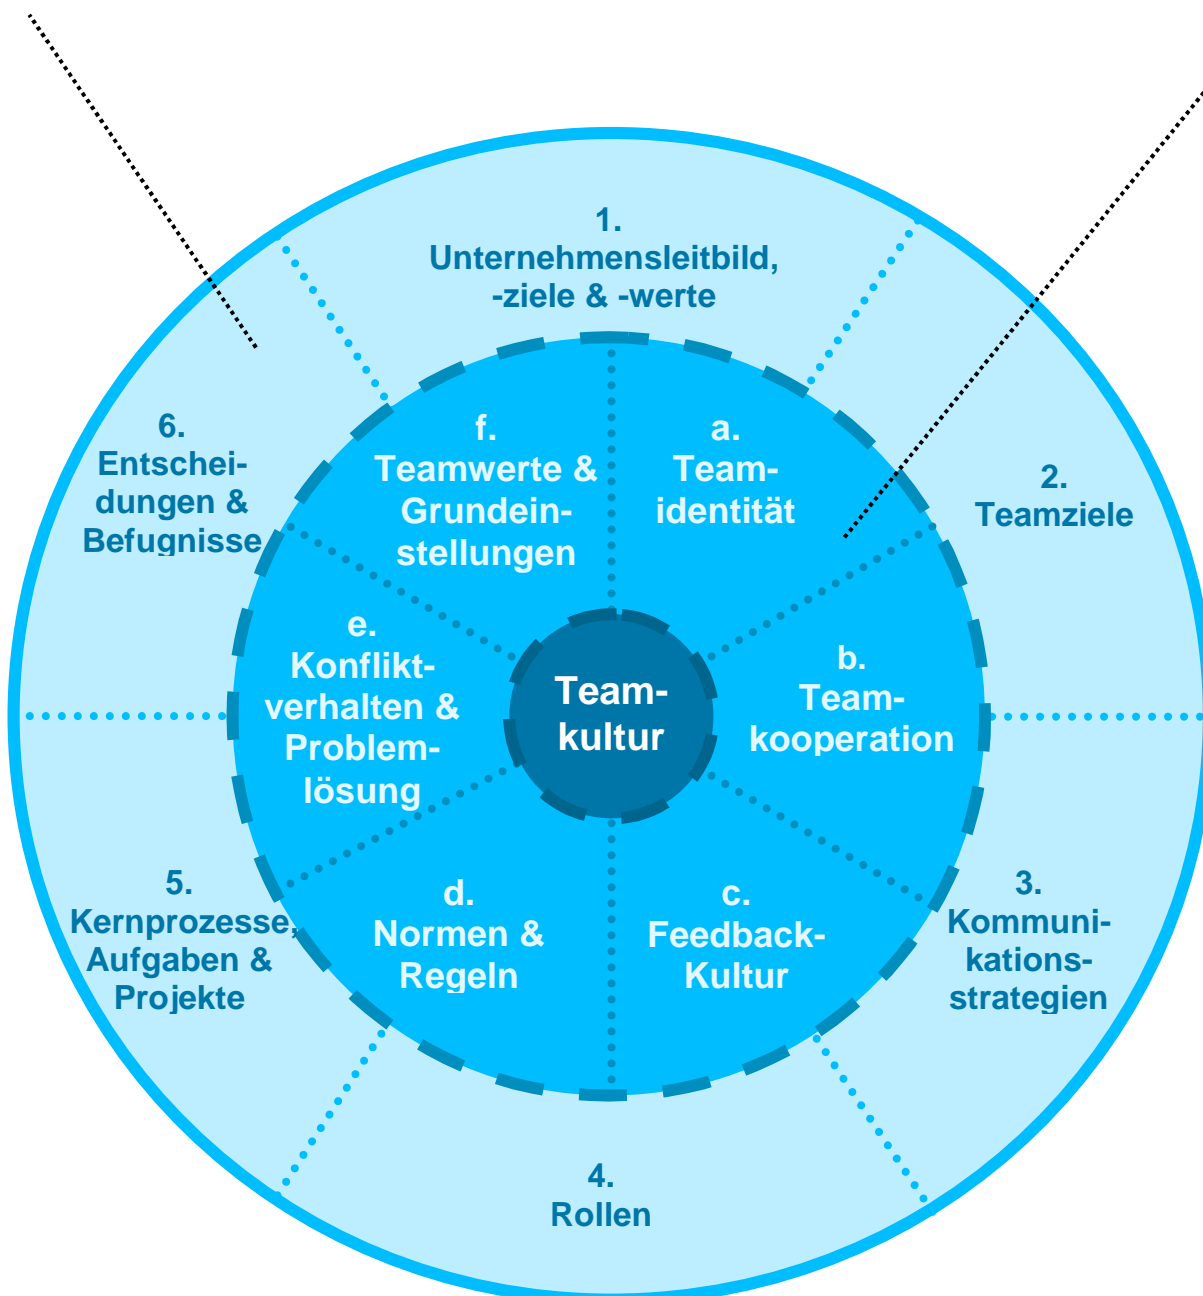 1.
Unternehmensleitbild,
-ziele & -werte
2.
Teamziele
3.
Kommuni-
kations-
strategien
4.
Rollen
5.
Kernprozesse,
Aufgaben &
Projekte
6.
Entschei-
dungen &
Befugnisse
a.
Team-
identität
b.
Team-
kooperation
c.
Feedback-
Kultur
d.
Normen &
Regeln
e.
Konflikt-
verhalten &
Problem-
lösung
f.
Teamwerte &
Grundein-
stellungen
Team-
kultur